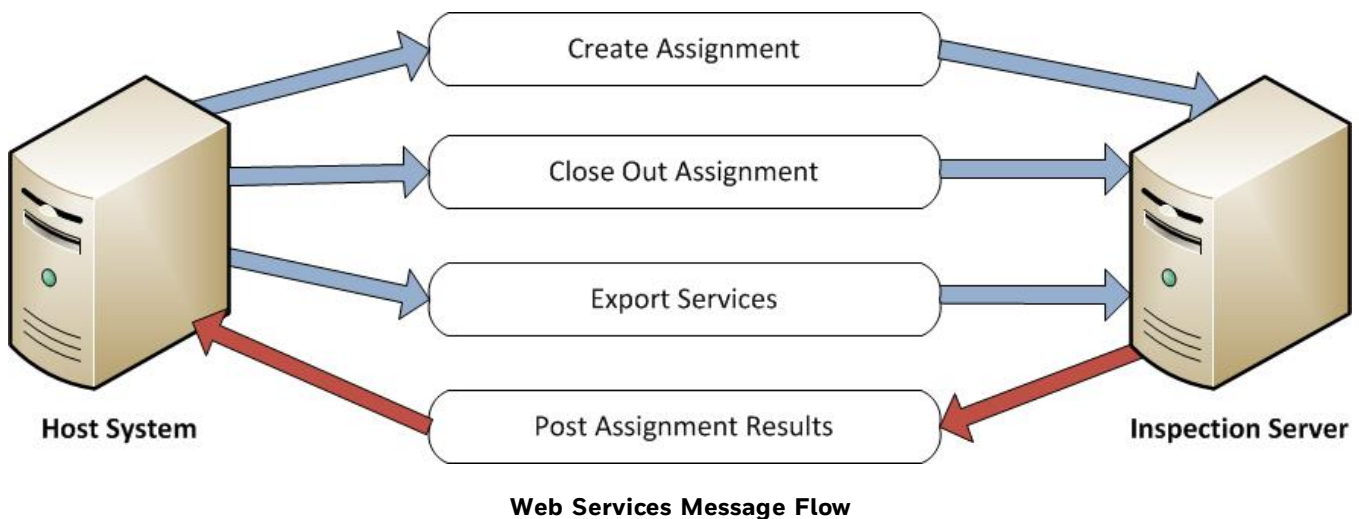 Create Assignment
Close Out Assignment
Export Services
Post Assignment Results
Host System
Inspection Server
Web Services Message Flow